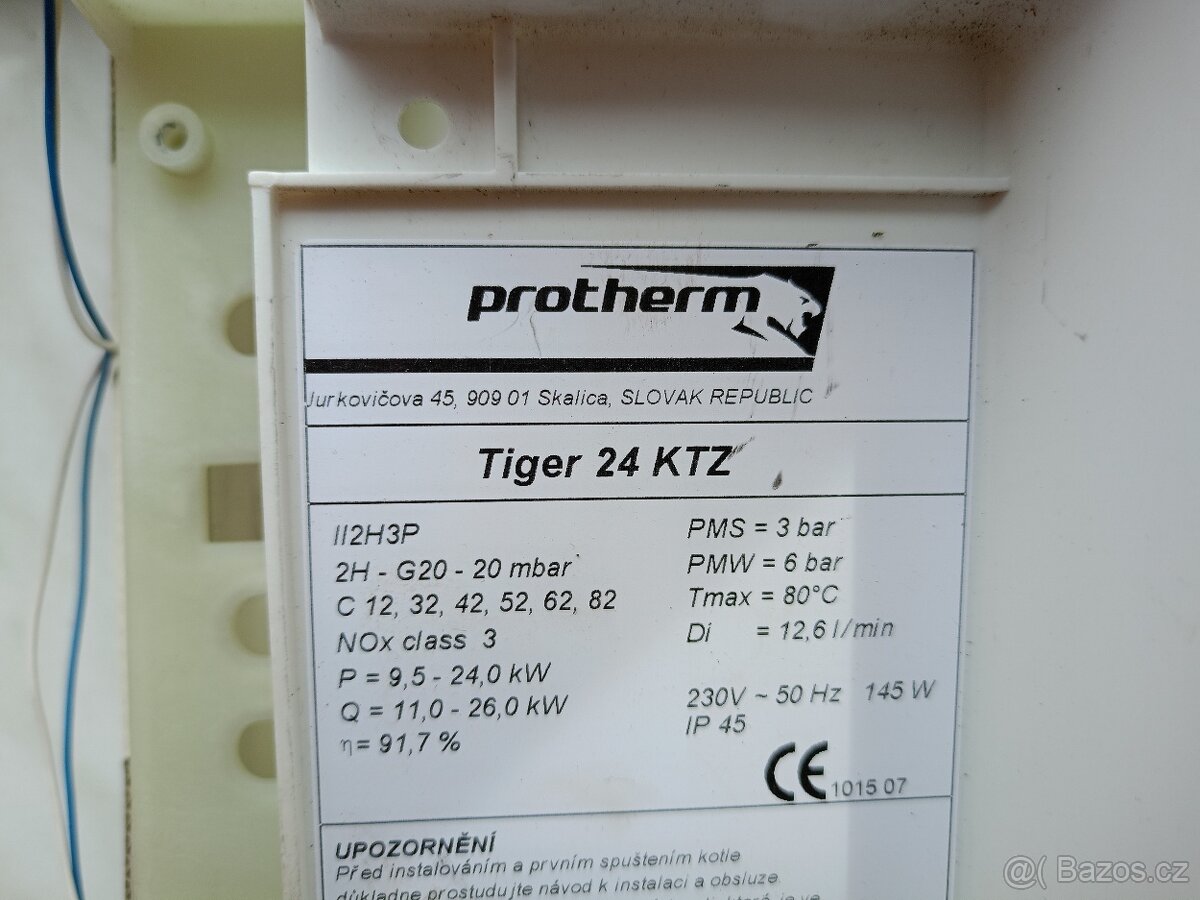 protherm
Jurkovičova 45, 909 01 Skalica, SLOVAK REPUBLIC
Tiger 24 KTZ
II2H3P
2H - G20 - 20 mbar
C 12, 32, 42, 52, 62, 82
NOx class 3
P = 9,5 - 24,0 kW
Q = 11,0 - 26,0 kW
η= 91,7 %
PMS = 3 bar
PMW = 6 bar
Tmax = 80°C
Di = 12,6 l/min
230V ~ 50 Hz 145 W
IP 45
CE 1015 07
UPOZORNĚNÍ
Před instalováním a prvním spuštením kotle
důkladne prostudujte návod k instalaci a obsluze.
@( Bazos.cz